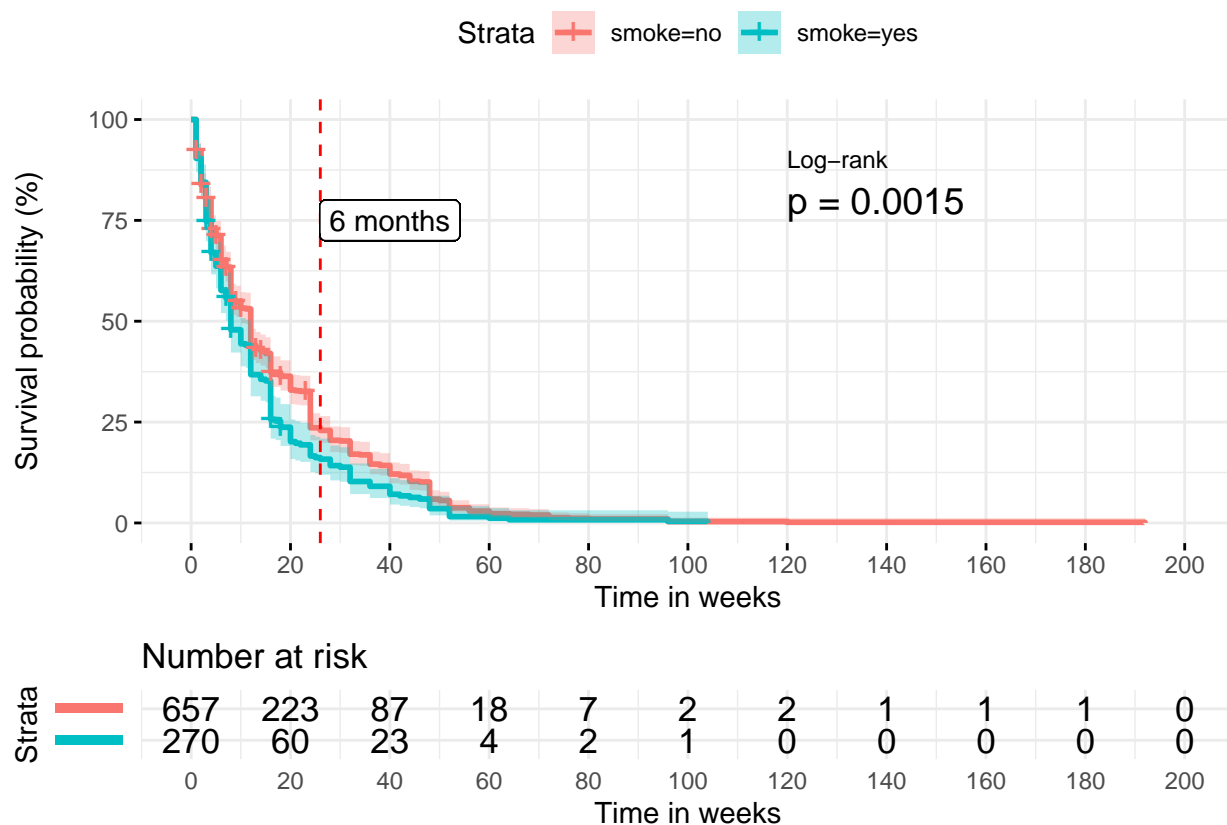 Strata smoke=no smoke=yes
Survival probability (%)
100
75
50
25
0
Log−rank
p = 0.0015
6 months
0 20 40 60 80 100 120 140 160 180 200
Time in weeks
Number at risk
Strata
657 223 87 18 7 2 2 1 1 1 0
270 60 23 4 2 1 0 0 0 0 0
0 20 40 60 80 100 120 140 160 180 200
Time in weeks